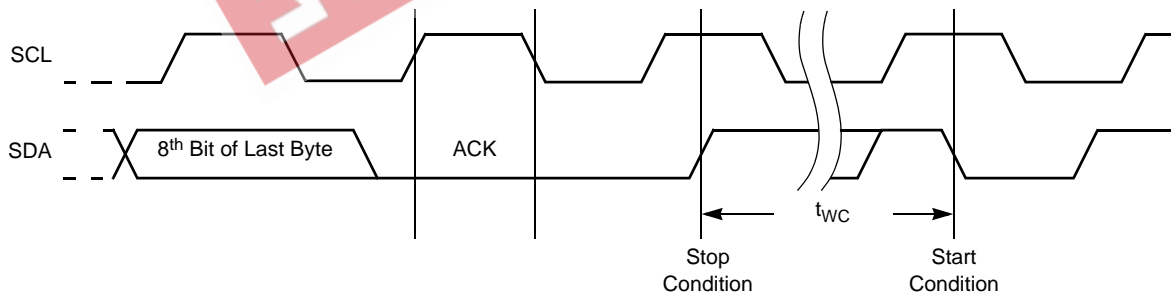 SCL
SDA
8th Bit of Last Byte
ACK
tWC
Stop
Condition
Start
Condition